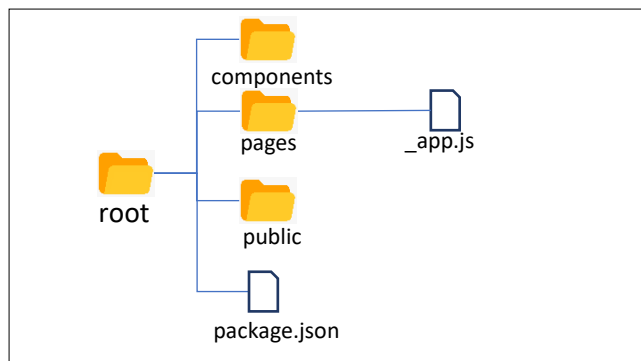 components
pages
_app.js
root
public
package.json